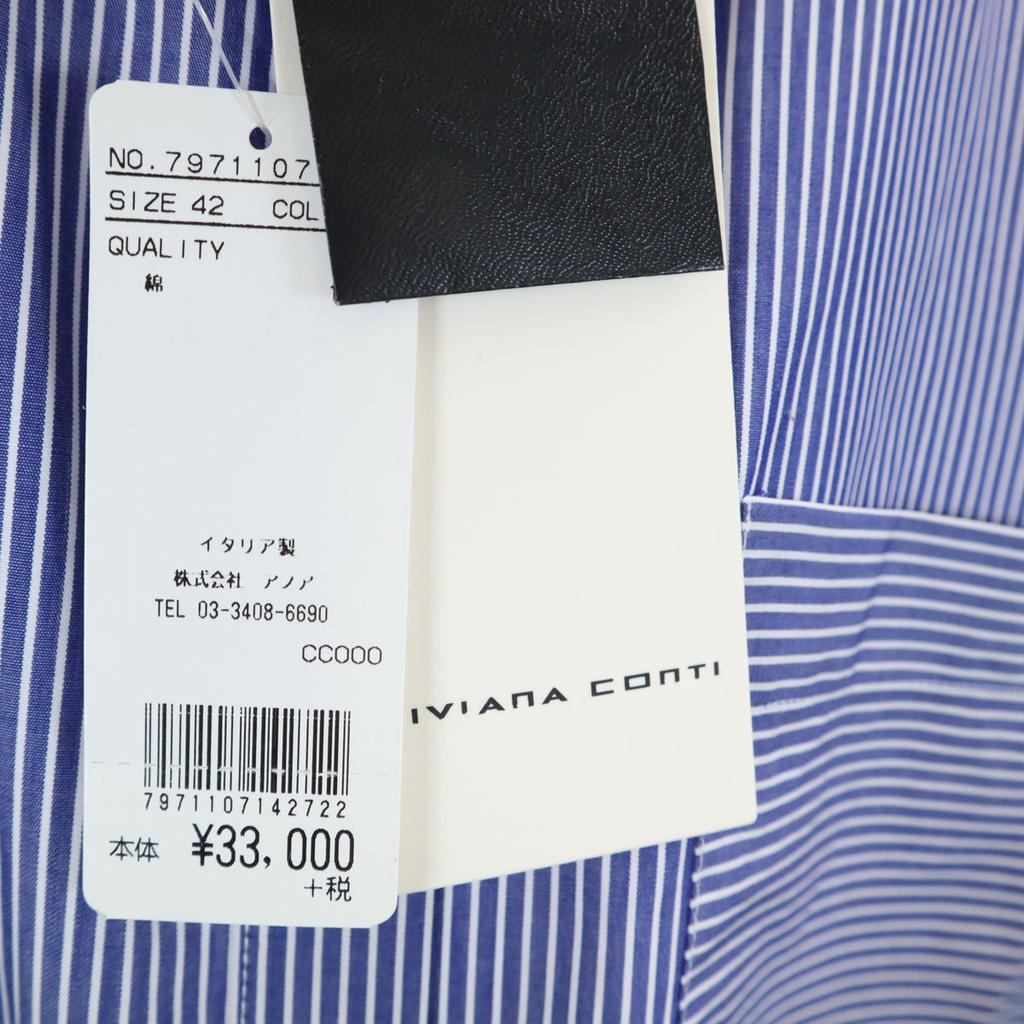 NO. 7971107
SIZE 42 COL
QUALITY
綿
イタリア製
株式会社 アノア
TEL 03-3408-6690
CC000
7971107142722
本体 ¥33,000
+税
IVIANA CONTI